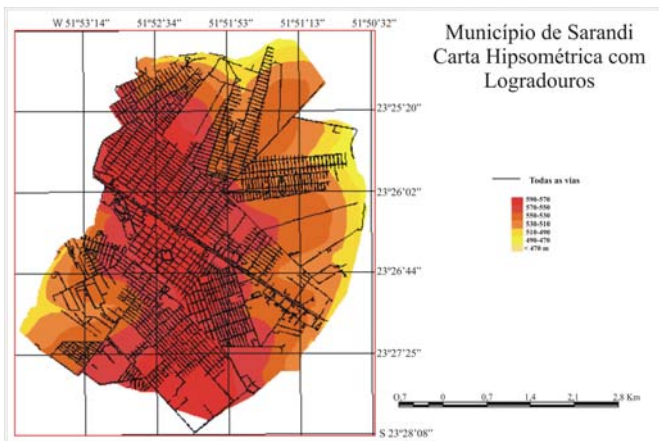 W 51°53'14" 51°52'34" 51°51'53" 51°51'13" 51°50'32"
Município de Sarandi
Carta Hipsométrica com
Logradouros
23°25'20"
23°26'02"
23°26'44"
23°27'25"
S 23°28'08"
Todas as vias
590-570
570-550
550-530
530-510
510-490
490-470
< 470 m
0,7 0 0,7 1,4 2,1 2,8 Km